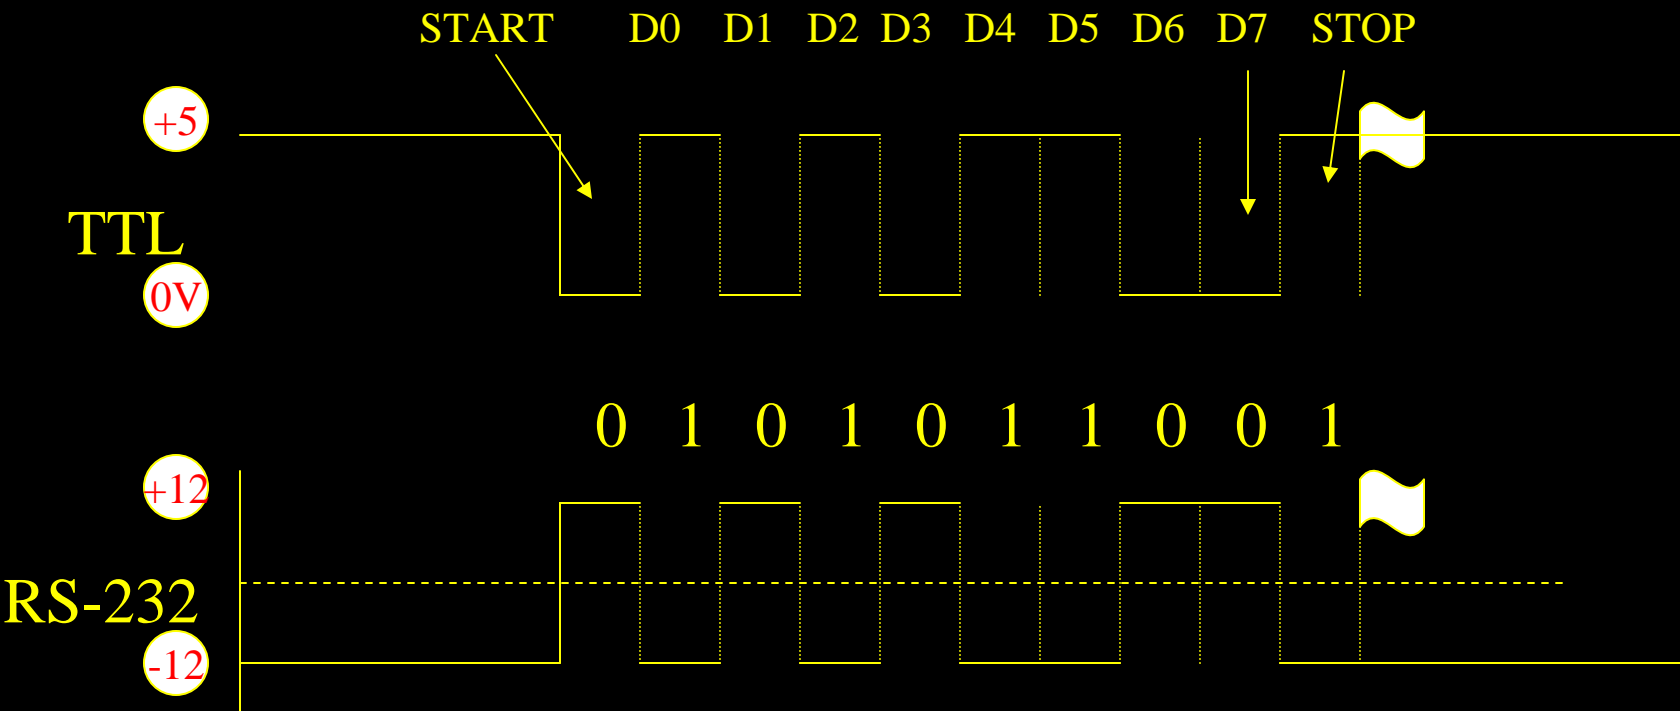 START D0 D1 D2 D3 D4 D5 D6 D7 STOP
+5
TTL
0V
0 1 0 1 0 1 1 0 0 1
+12
RS-232
-12